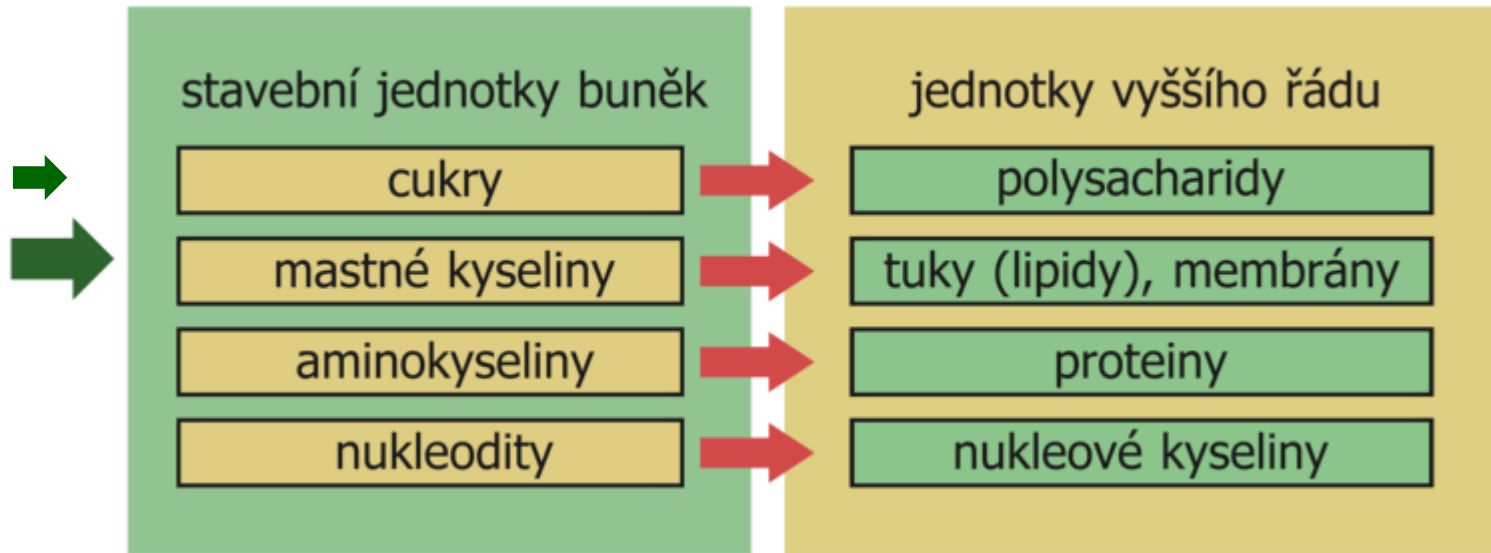 stavební jednotky buněk
cukry
mastné kyseliny
aminokyseliny
nukleodity
jednotky vyššího řádu
polysacharidy
tuky (lipidy), membrány
proteiny
nukleové kyseliny